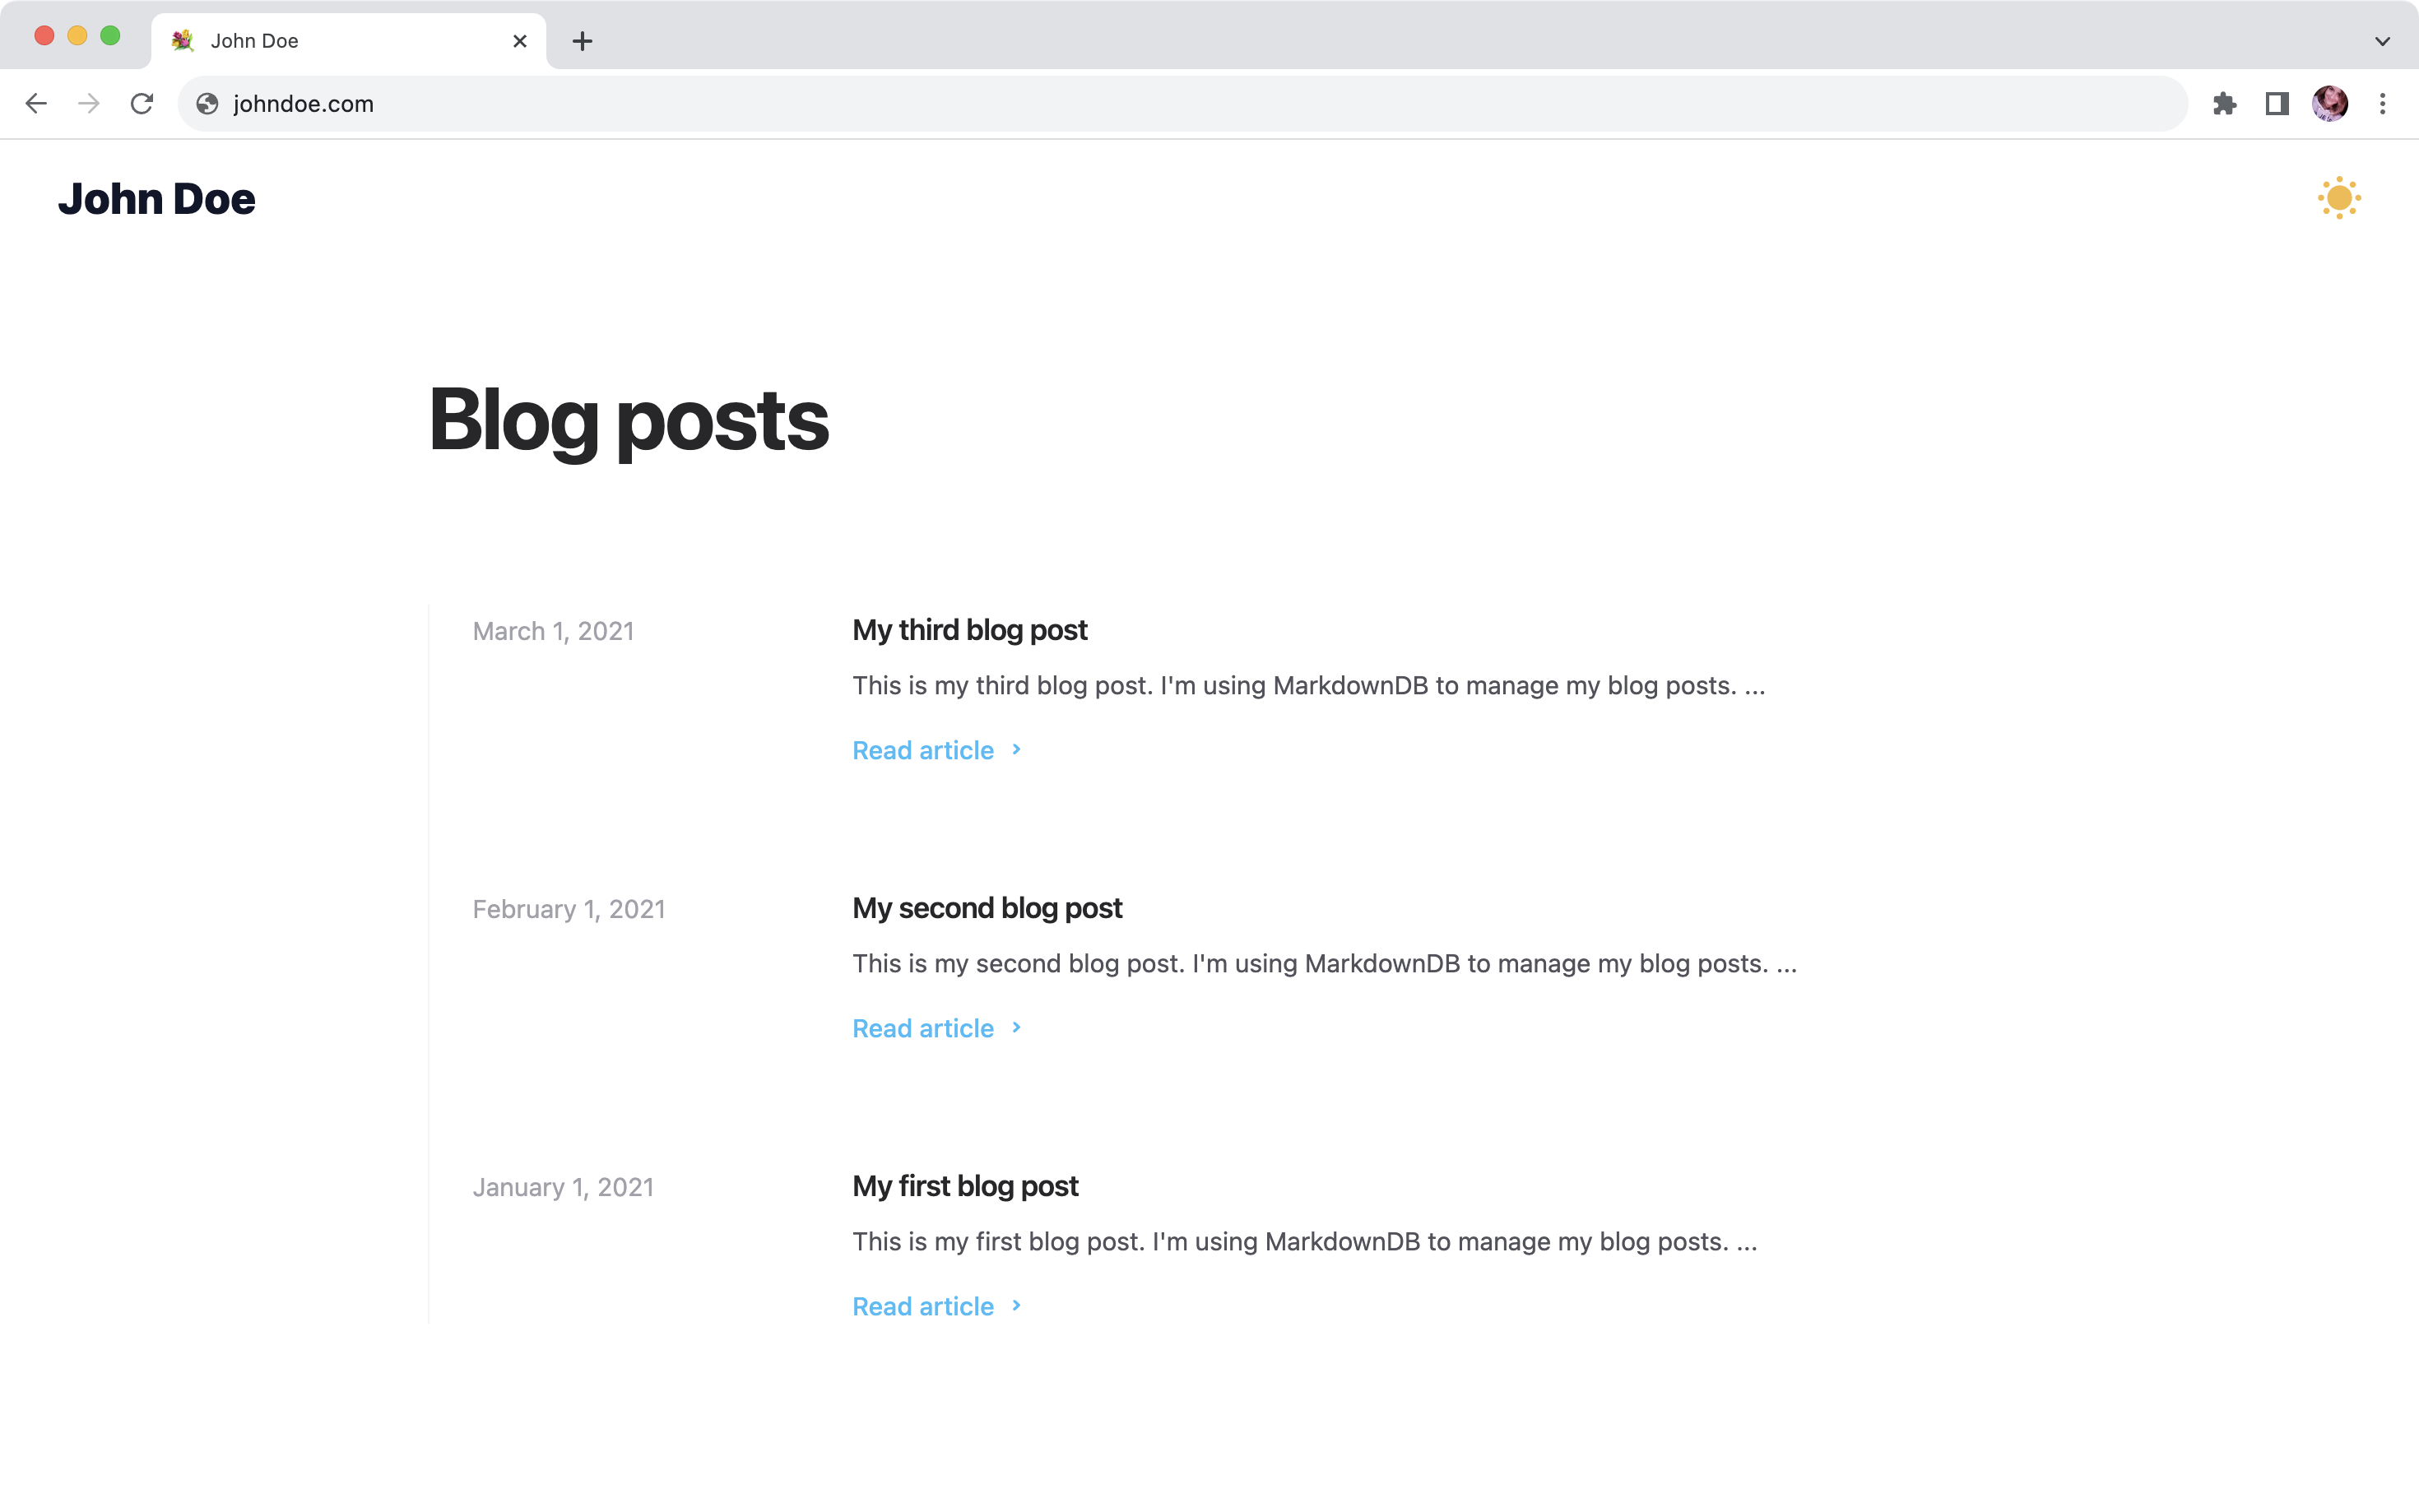 John Doe
johndoe.com
John Doe
Blog posts
March 1, 2021
My third blog post
This is my third blog post. I'm using MarkdownDB to manage my blog posts. ...
Read article
February 1, 2021
My second blog post
This is my second blog post. I'm using MarkdownDB to manage my blog posts. ...
Read article
January 1, 2021
My first blog post
This is my first blog post. I'm using MarkdownDB to manage my blog posts. ...
Read article